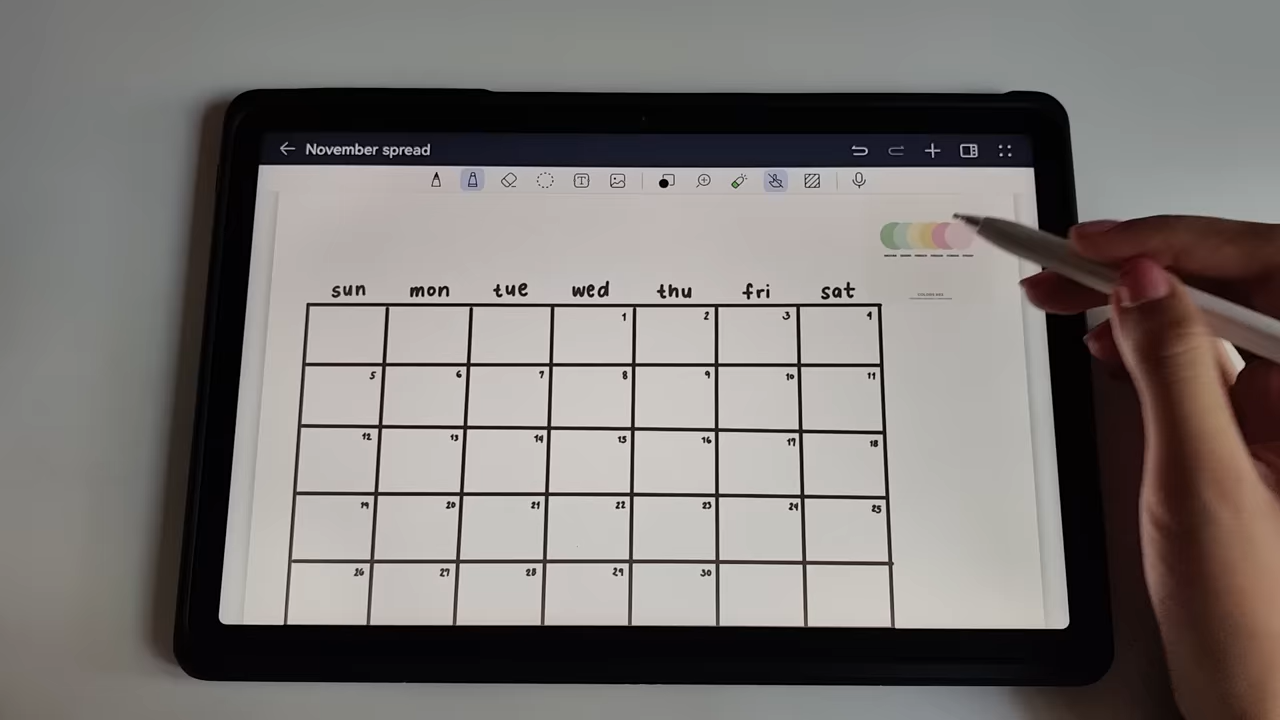 November spread
sun mon tue wed thu fri sat
1 2 3 4
5 6 7 8 9 10 11
12 13 14 15 16 17 18
19 20 21 22 23 24 25
26 27 28 29 30